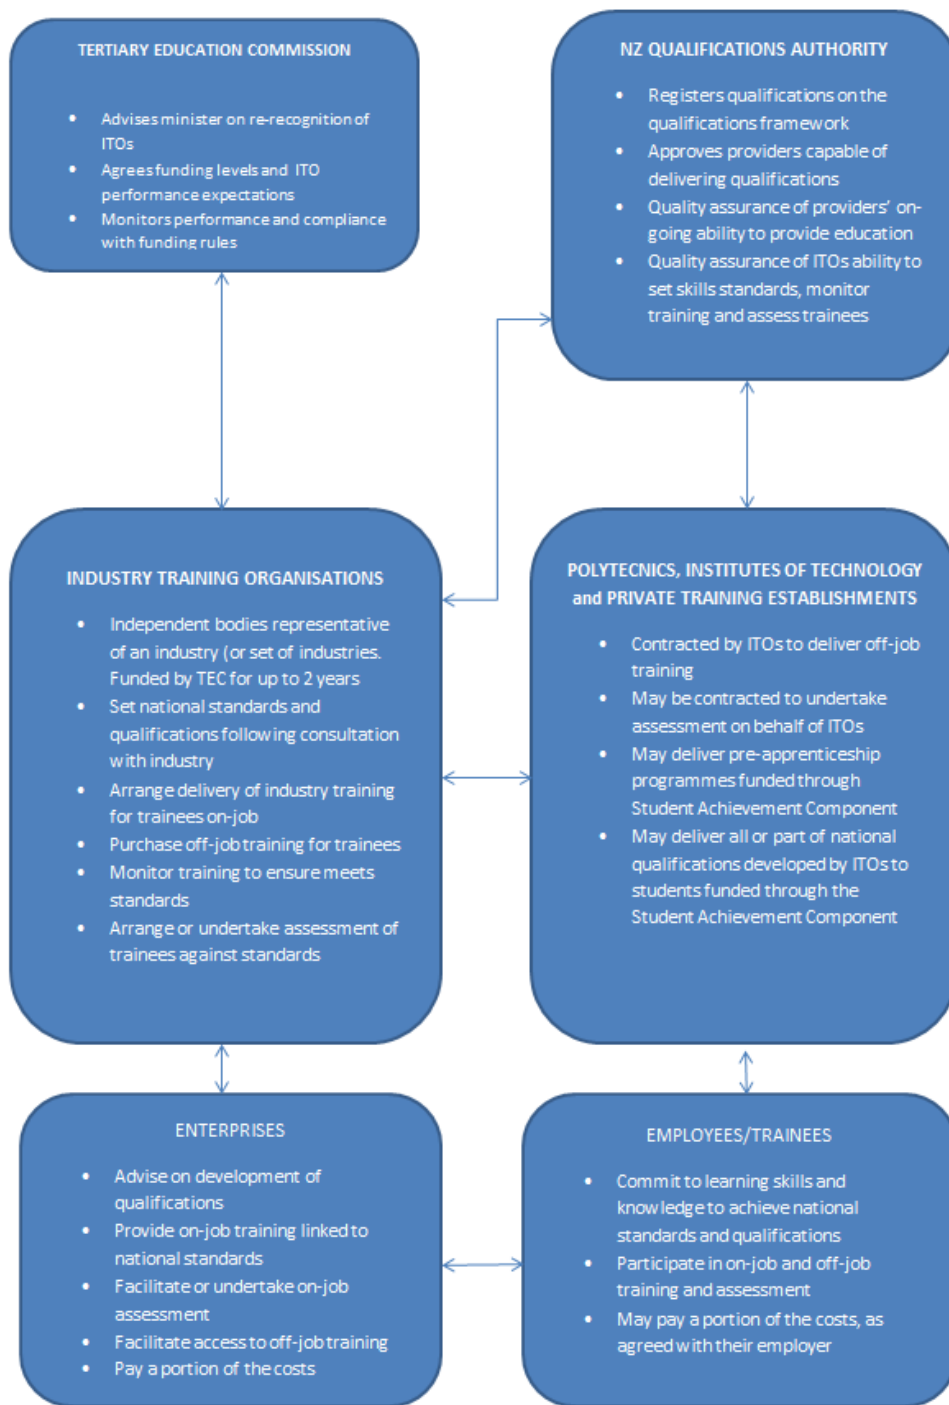 TERTIARY EDUCATION COMMISSION
• Advises minister on re-recognition of
ITOs
• Agrees funding levels and ITO
performance expectations
• Monitors performance and compliance
with funding rules
NZ QUALIFICATIONS AUTHORITY
• Registers qualifications on the
qualifications framework
• Approves providers capable of
delivering qualifications
• Quality assurance of providers’ on-
going ability to provide education
• Quality assurance of ITOs ability to
set skills standards, monitor
training and assess trainees
INDUSTRY TRAINING ORGANISATIONS
• Independent bodies representative
of an industry (or set of industries.
Funded by TEC for up to 2 years
• Set national standards and
qualifications following consultation
with industry
• Arrange delivery of industry training
for trainees on-job
• Purchase off-job training for trainees
• Monitor training to ensure meets
standards
• Arrange or undertake assessment of
trainees against standards
POLYTECNICS, INSTITUTES OF TECHNOLOGY
and PRIVATE TRAINING ESTABLISHMENTS
• Contracted by ITOs to deliver off-job
training
• May be contracted to undertake
assessment on behalf of ITOs
• May deliver pre-apprenticeship
programmes funded through
Student Achievement Component
• May deliver all or part of national
qualifications developed by ITOs to
students funded through the
Student Achievement Component
ENTERPRISES
• Advise on development of
qualifications
• Provide on-job training linked to
national standards
• Facilitate or undertake on-job
assessment
• Facilitate access to off-job training
• Pay a portion of the costs
EMPLOYEES/TRAINEES
• Commit to learning skills and
knowledge to achieve national
standards and qualifications
• Participate in on-job and off-job
training and assessment
• May pay a portion of the costs, as
agreed with their employer